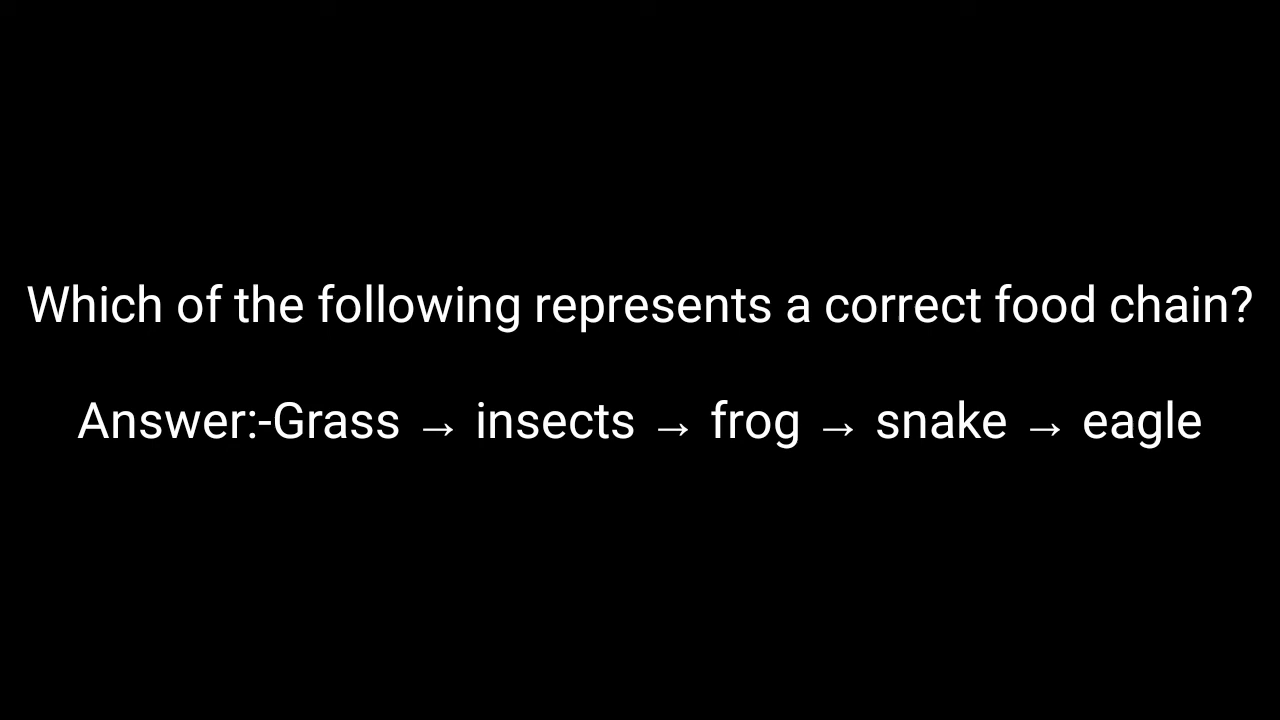 Which of the following represents a correct food chain?
Answer:-Grass → insects → frog → snake → eagle